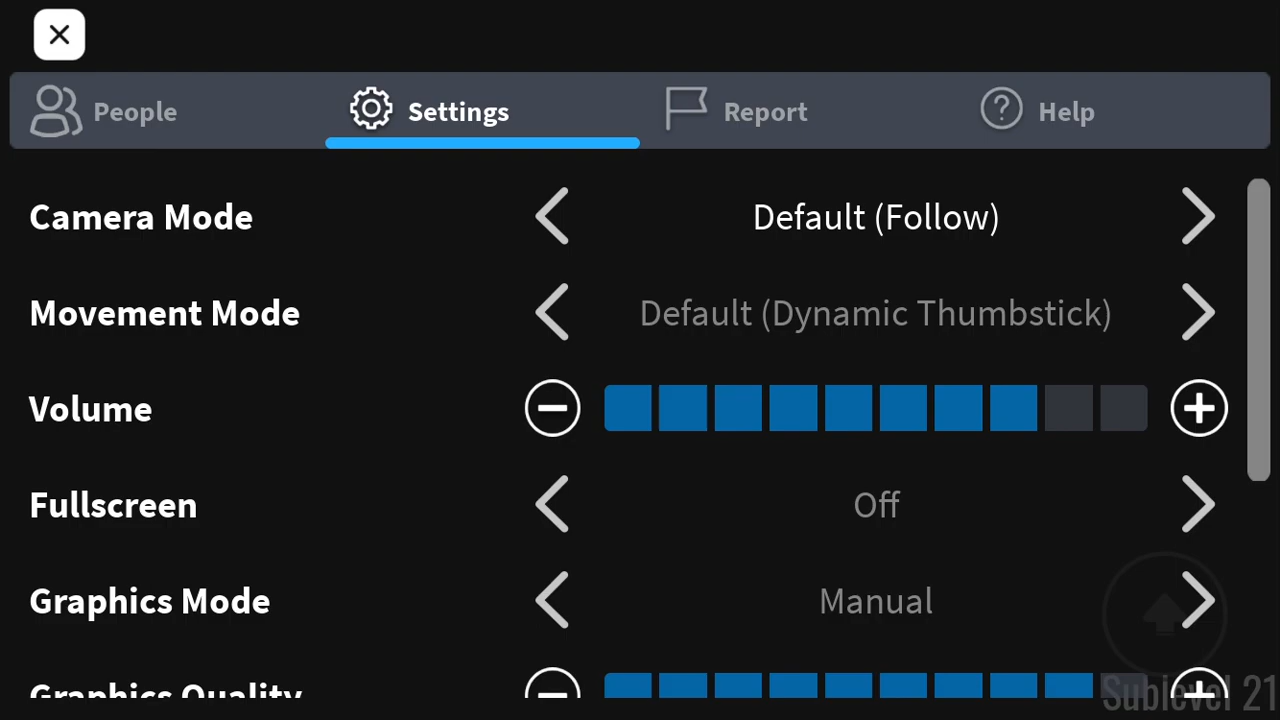 People Settings Report Help
Camera Mode Default (Follow)
Movement Mode Default (Dynamic Thumbstick)
Volume
Fullscreen Off
Graphics Mode Manual
Graphics Quality
Sublevel 21